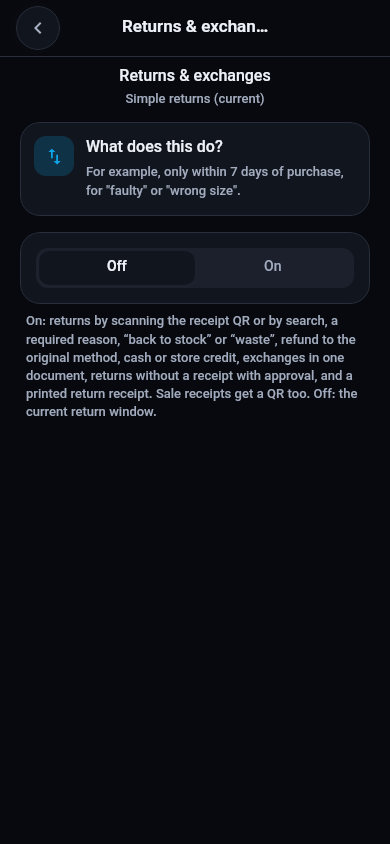 Returns & exchan…
Returns & exchanges
Simple returns (current)
What does this do?
For example, only within 7 days of purchase,
for "faulty" or "wrong size".
Off
On
On: returns by scanning the receipt QR or by search, a
required reason, “back to stock” or “waste”, refund to the
original method, cash or store credit, exchanges in one
document, returns without a receipt with approval, and a
printed return receipt. Sale receipts get a QR too. Off: the
current return window.